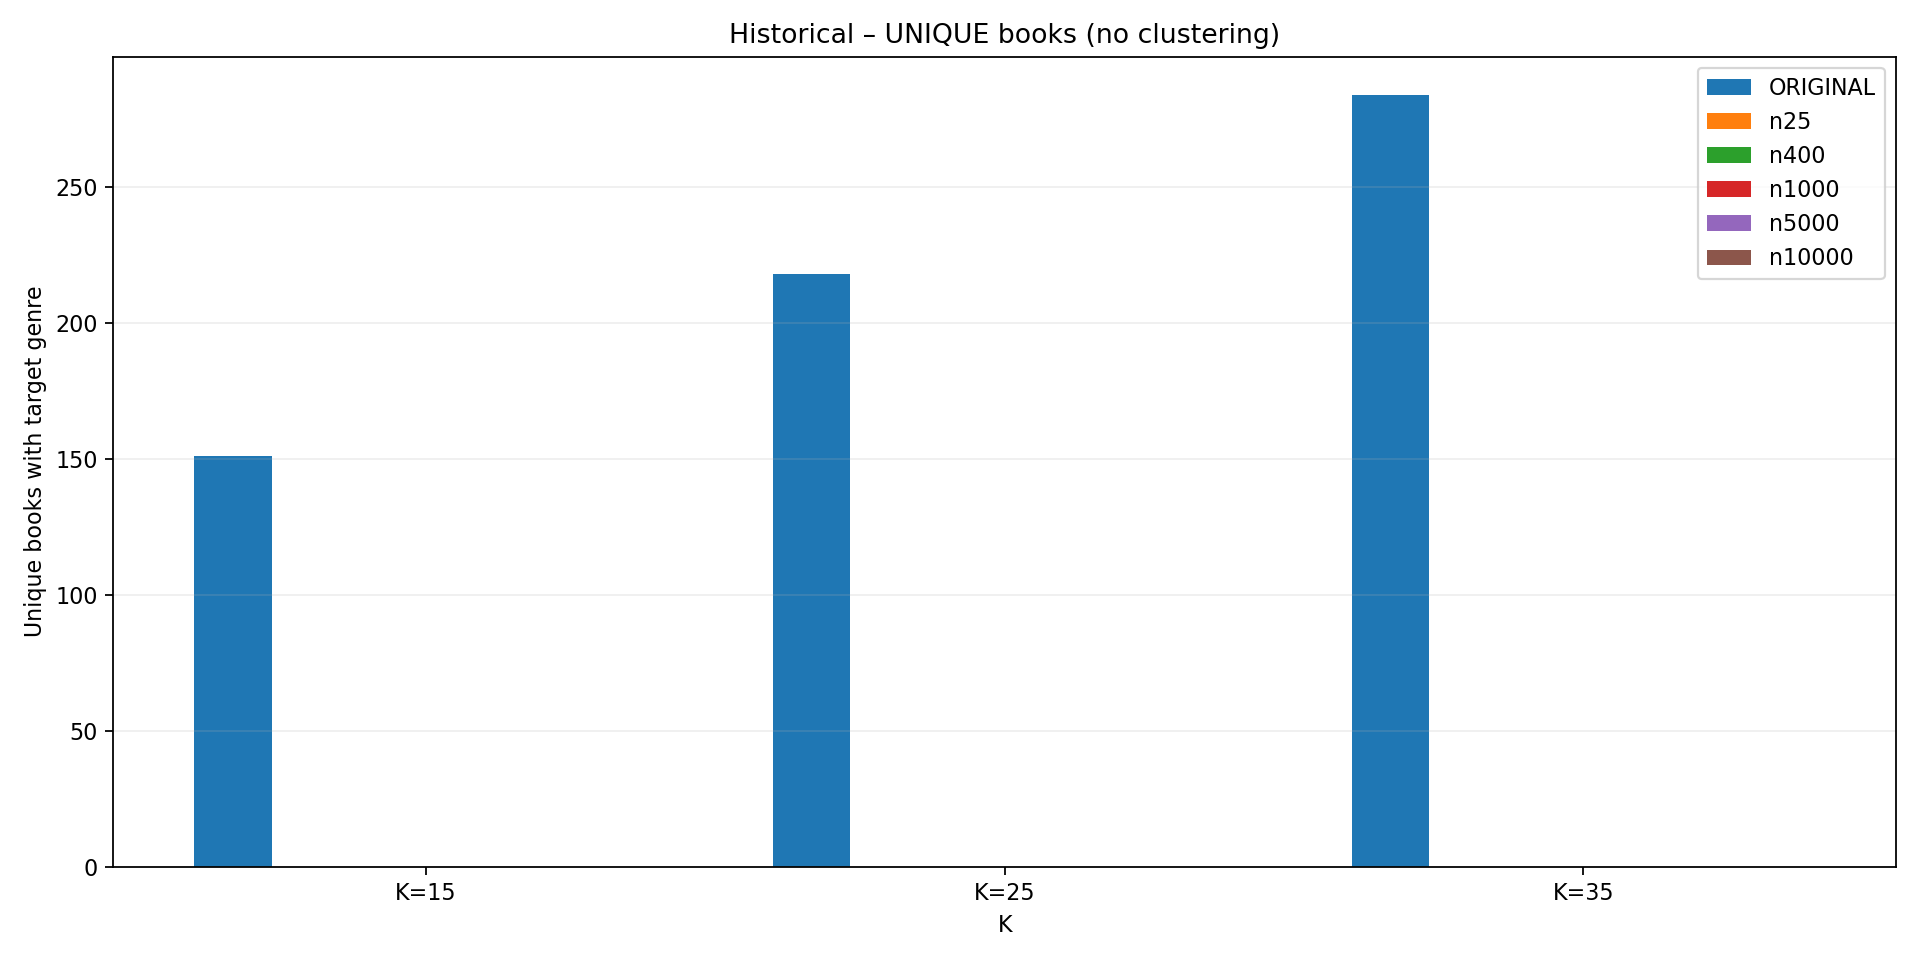 Historical – UNIQUE books (no clustering)
ORIGINAL
n25
n400
n1000
n5000
n10000
Unique books with target genre
250
200
150
100
50
0
K=15
K=25
K=35
K